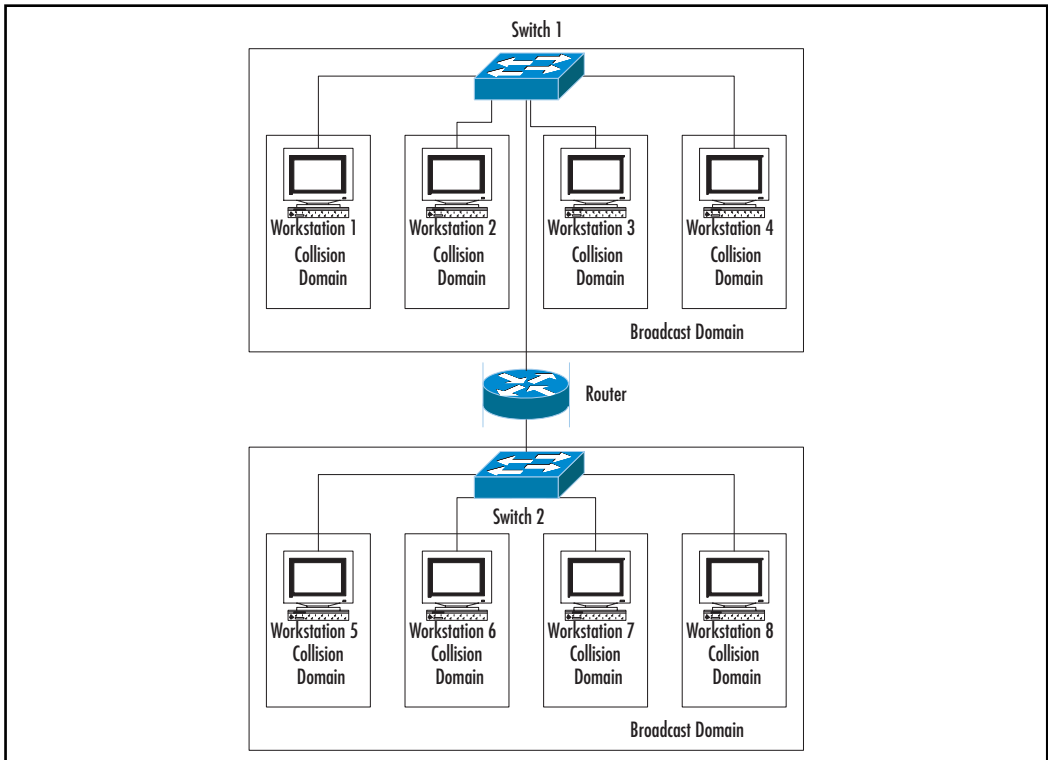 Switch 1
Workstation 1
Collision
Domain
Workstation 2
Collision
Domain
Workstation 3
Collision
Domain
Workstation 4
Collision
Domain
Broadcast Domain
Router
Switch 2
Workstation 5
Collision
Domain
Workstation 6
Collision
Domain
Workstation 7
Collision
Domain
Workstation 8
Collision
Domain
Broadcast Domain